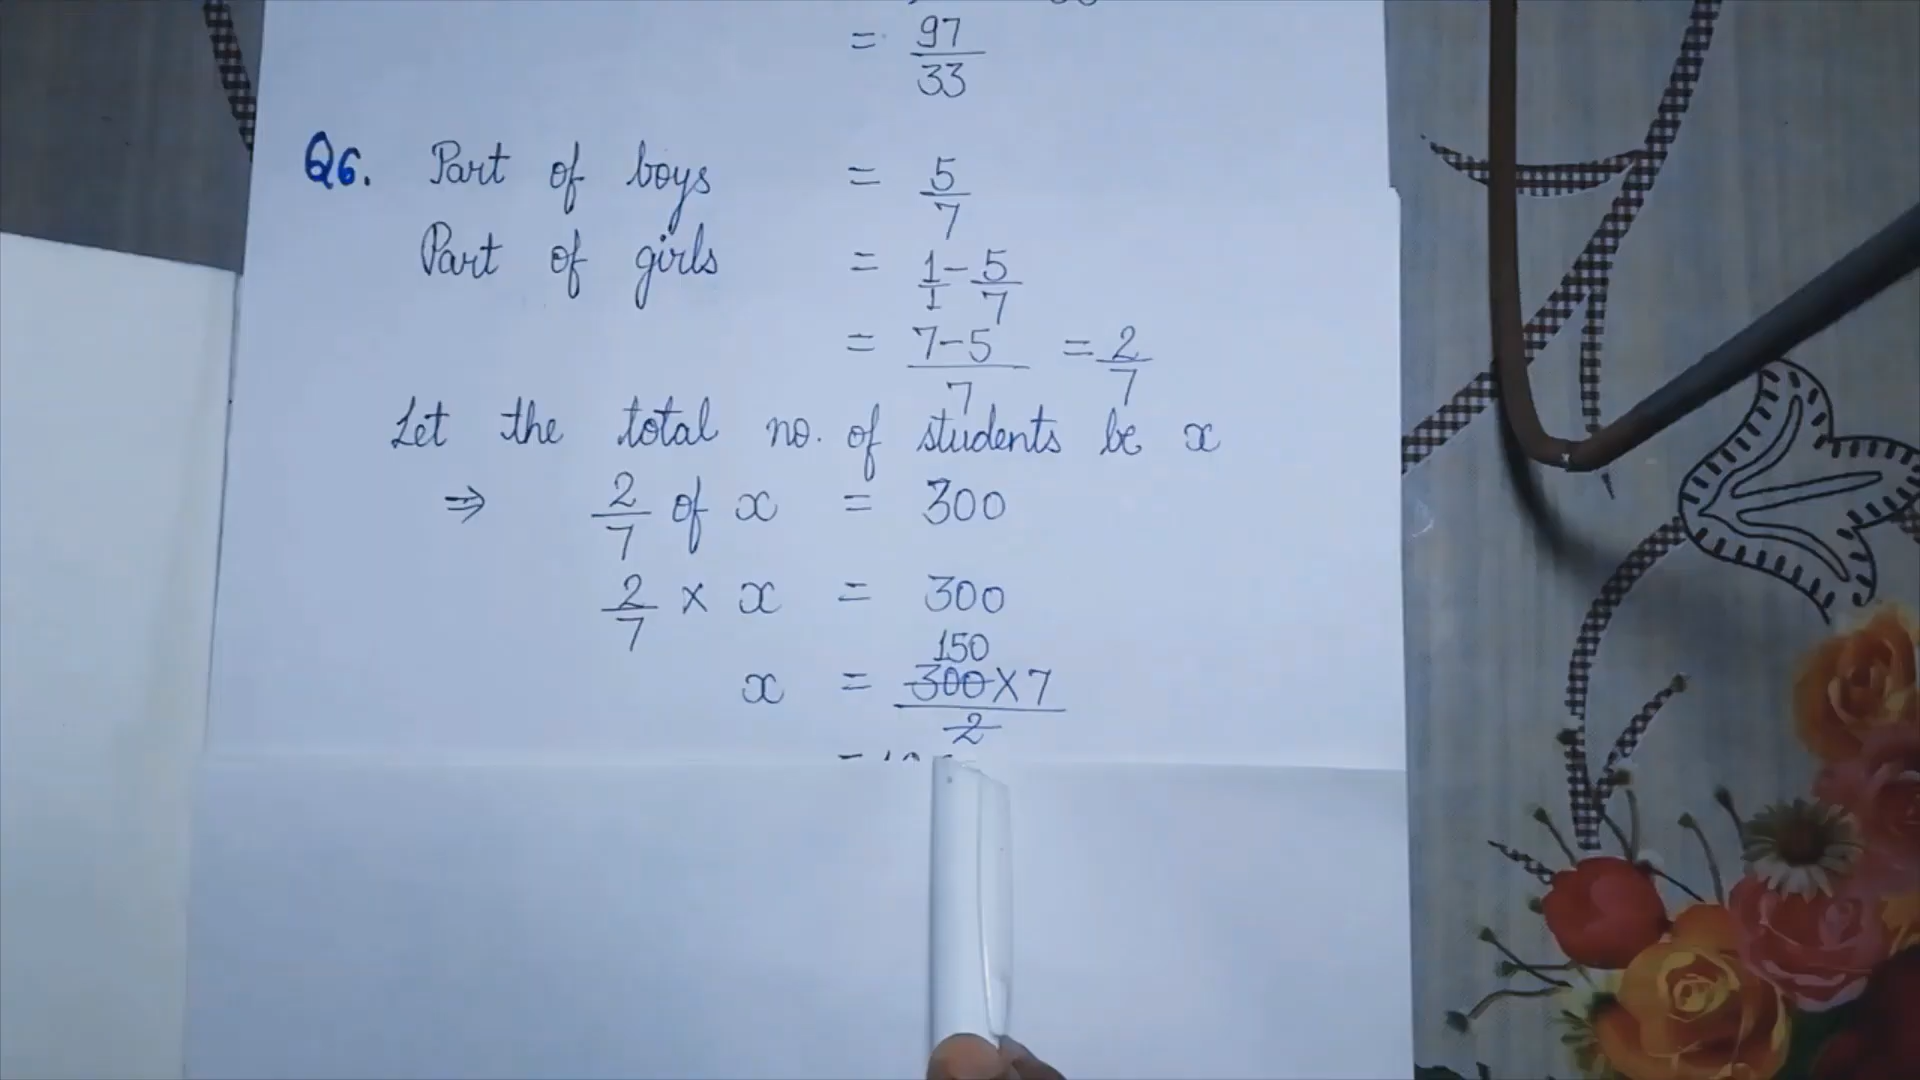 = 97/33
Q6. Part of boys = 5/7
Part of girls = 1/1 - 5/7
= 7-5/7 = 2/7
Let the total no. of students be x
⇒ 2/7 of x = 300
2/7 × x = 300
150
x = 300×7/2